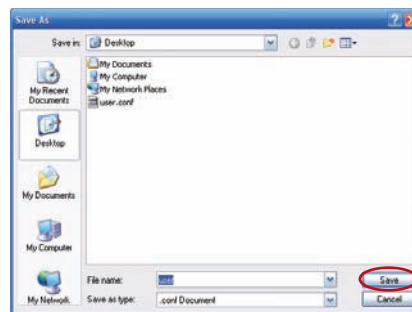 Save As
Save in: Desktop
My Documents
My Computer
My Network Places
user.conf
My Recent
Documents
Desktop
My Documents
My Computer
My Network
File name: user
Save as type: .conf Document
Save
Cancel